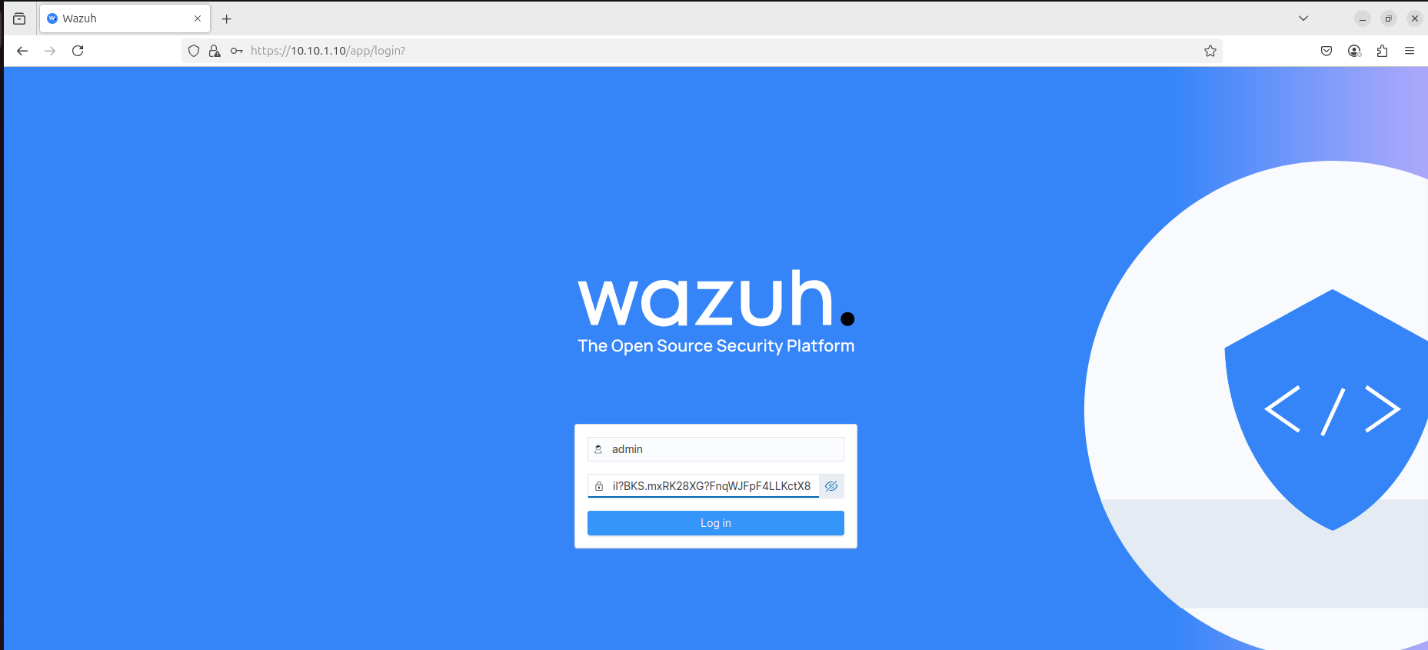 Wazuh
https://10.10.1.10/app/login?
wazuh.
The Open Source Security Platform
admin
il?BKS.mxRK28XG?FnqWJFpF4LLKctX8
Log in
</>